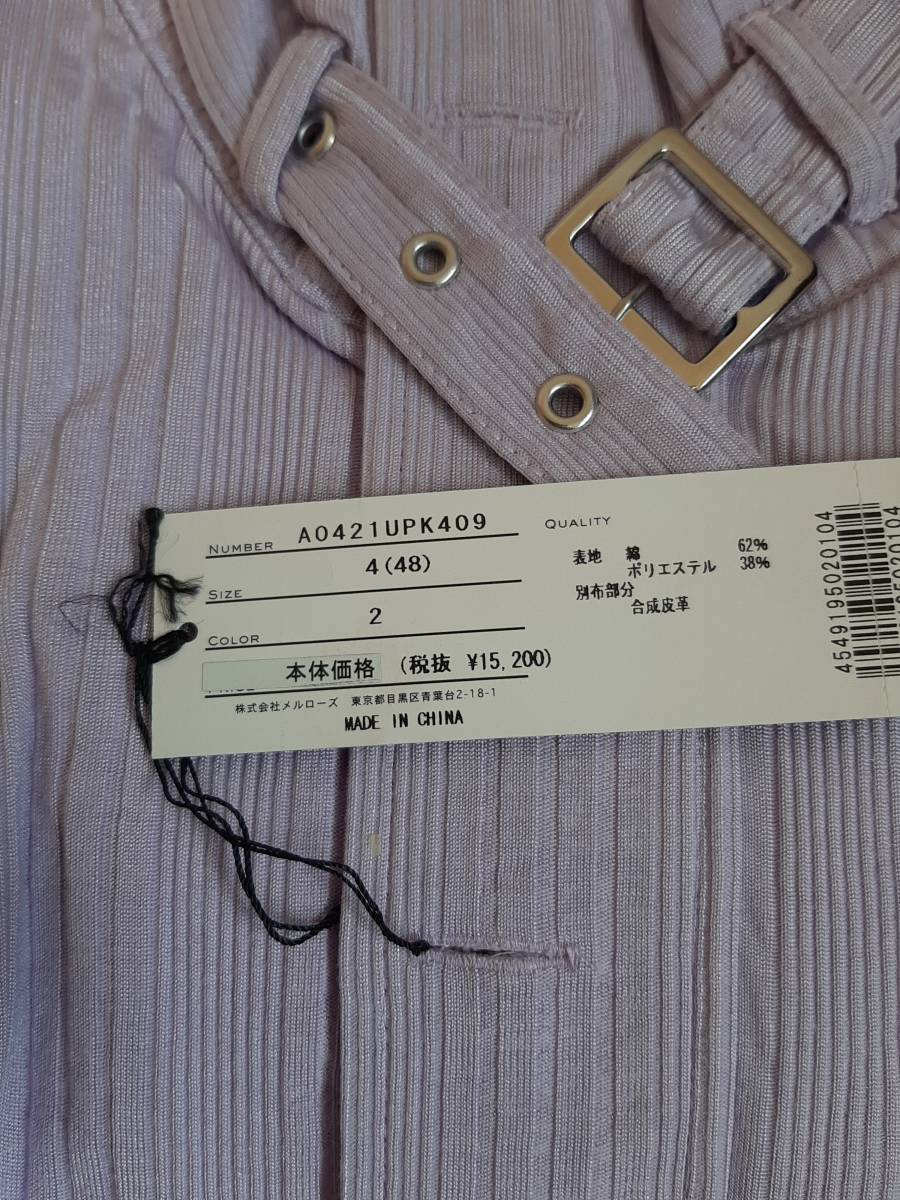 NUMBER A0421UPK409
SIZE 4(48)
COLOR 2
本体価格 (税抜 ¥15,200)
株式会社メルローズ 東京都目黒区青葉台2-18-1
MADE IN CHINA
QUALITY
表地 綿 62%
ポリエステル 38%
別布部分
合成皮革
4549195020104